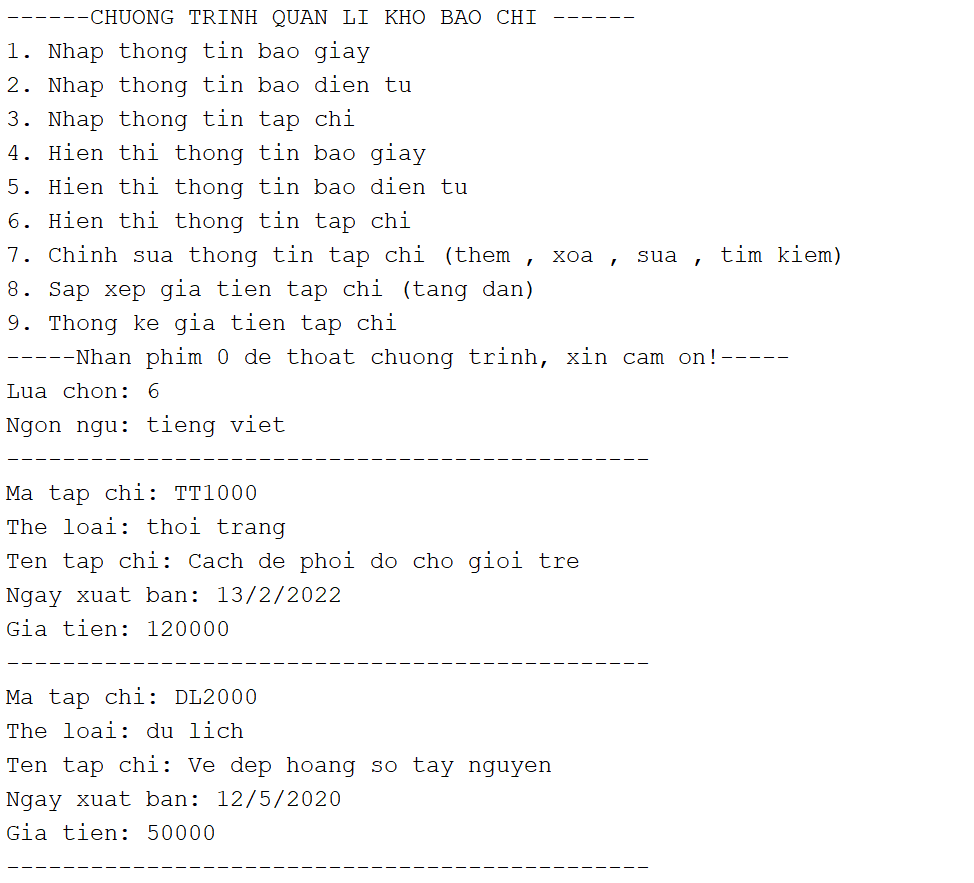 ------CHUONG TRINH QUAN LI KHO BAO CHI ------
1. Nhap thong tin bao giay
2. Nhap thong tin bao dien tu
3. Nhap thong tin tap chi
4. Hien thi thong tin bao giay
5. Hien thi thong tin bao dien tu
6. Hien thi thong tin tap chi
7. Chinh sua thong tin tap chi (them , xoa , sua , tim kiem)
8. Sap xep gia tien tap chi (tang dan)
9. Thong ke gia tien tap chi
-----Nhan phim 0 de thoat chuong trinh, xin cam on!-----
Lua chon: 6
Ngon ngu: tieng viet
----------------------------------------------
Ma tap chi: TT1000
The loai: thoi trang
Ten tap chi: Cach de phoi do cho gioi tre
Ngay xuat ban: 13/2/2022
Gia tien: 120000
----------------------------------------------
Ma tap chi: DL2000
The loai: du lich
Ten tap chi: Ve dep hoang so tay nguyen
Ngay xuat ban: 12/5/2020
Gia tien: 50000
----------------------------------------------